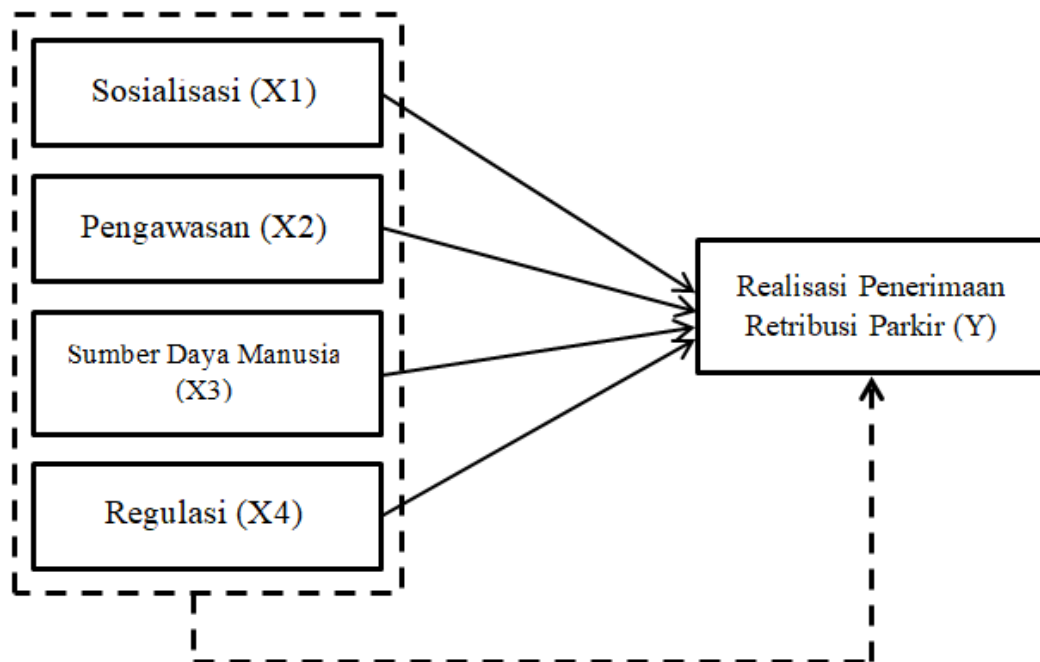 Sosialisasi (X1)
Pengawasan (X2)
Sumber Daya Manusia
(X3)
Regulasi (X4)
Realisasi Penerimaan
Retribusi Parkir (Y)